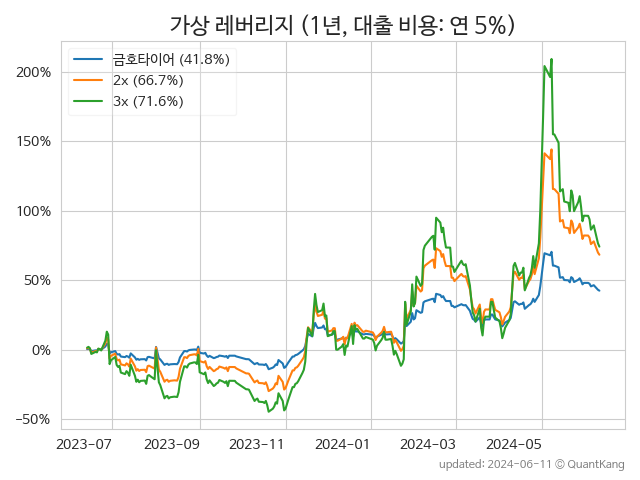 가상 레버리지 (1년, 대출 비용: 연 5%)
금호타이어 (41.8%)
2x (66.7%)
3x (71.6%)
200%
150%
100%
50%
0%
−50%
2023-07 2023-09 2023-11 2024-01 2024-03 2024-05
updated: 2024-06-11 © QuantKang